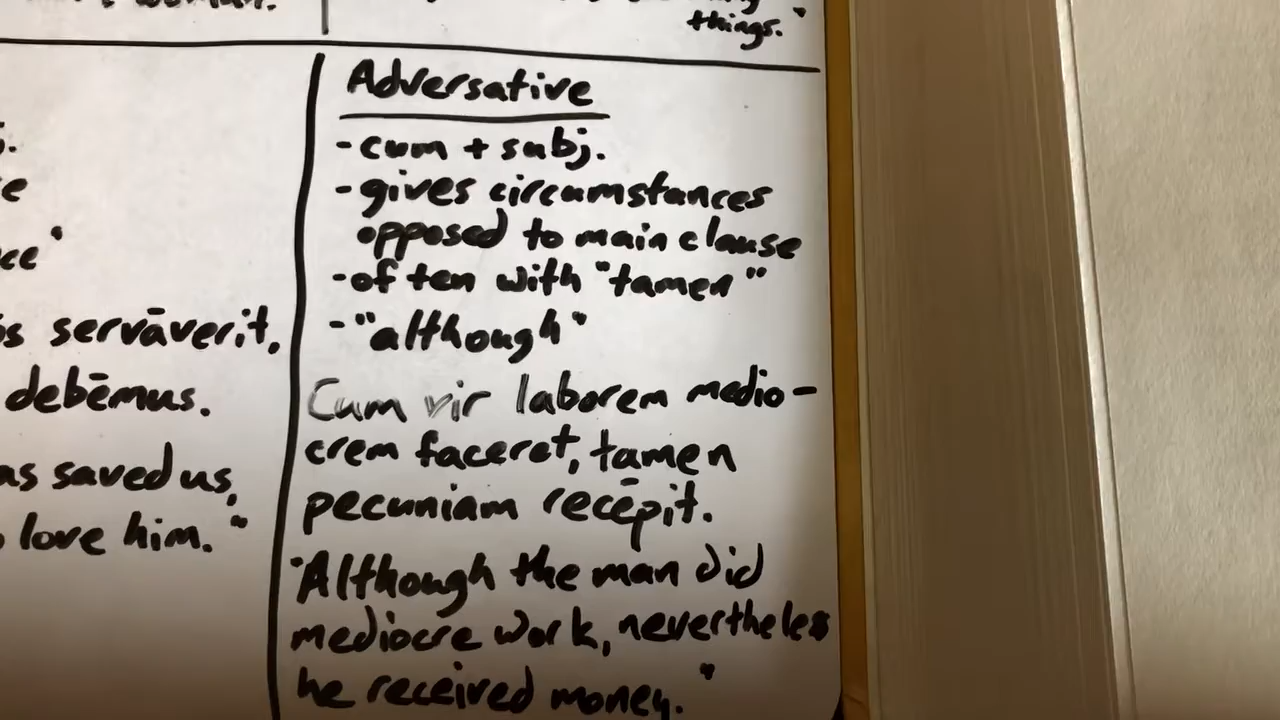 woman."
things."
Adversative
- cum + subj.
- gives circumstances
opposed to main clause
- often with "tamen"
- "although"
servāverit,
debēmus.
saved us,
love him."
Cum vir laborem medio-
crem faceret, tamen
pecuniam recēpit.
"Although the man did
mediocre work, nevertheless
he received money."